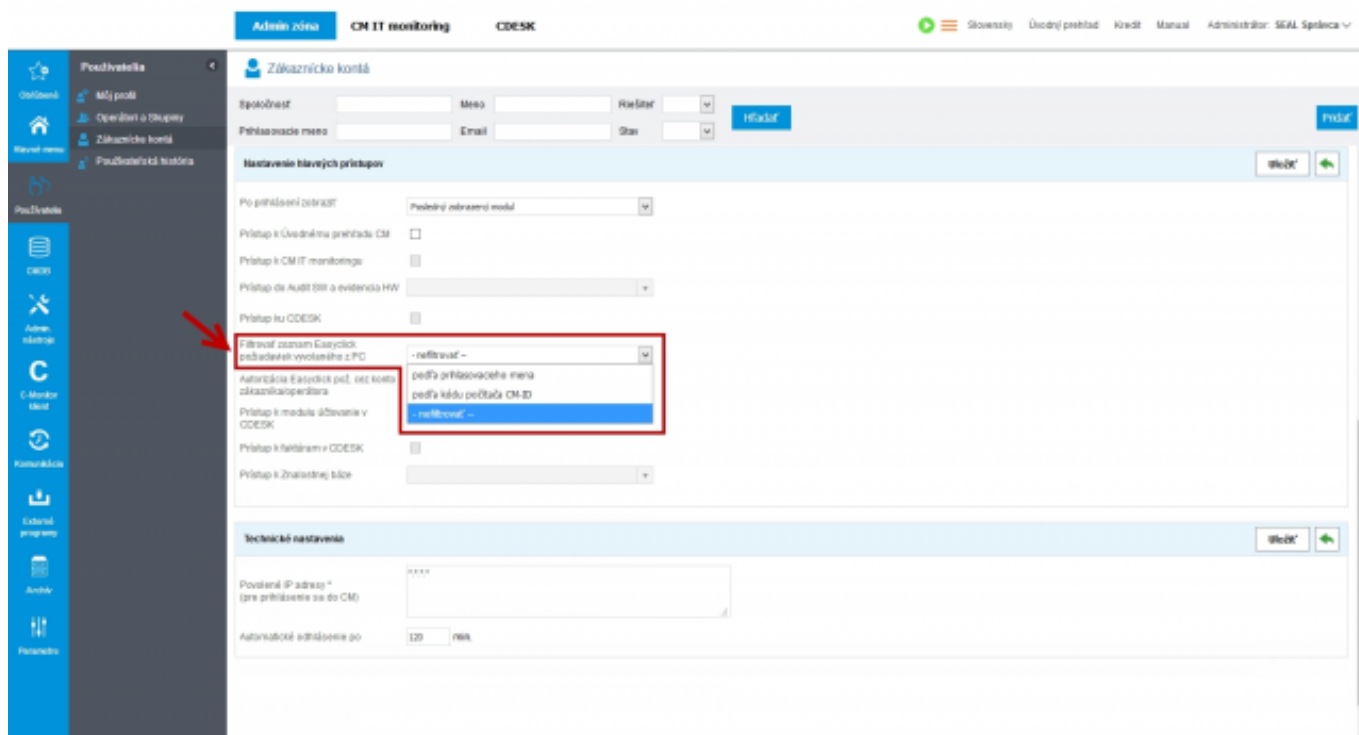 Admin zóna
CM IT monitoring
CDESK
Slovensky
Úvodný prehľad
Kredit
Manual
Administrátor: SEAL Správca
Obľúbené
Hlavné menu
Používatelia
CMDB
Admin. nástroje
C-Monitor klient
Komunikácia
Externé programy
Archív
Parametre
Používatelia
Môj profil
Operátori a Skupiny
Zákaznícke kontá
Používateľská história
Zákaznícke kontá
Spoločnosť
Meno
Riešiteľ
Prihlasovacie meno
Email
Stav
Hľadať
Pridať
Nastavenie hlavných prístupov
Uložiť
Po prihlásení zobraziť
Posledný zobrazený modul
Prístup k Úvodnému prehľadu CM
Prístup k CM IT monitoringu
Prístup do Audit SW a evidencia HW
Prístup ku CDESK
Filtrovať zoznam Easyclick
požiadaviek vyvolaného z PC
- nefiltrovať --
podľa prihlasovacieho mena
podľa kódu počítača CM-ID
- nefiltrovať --
Autorizácia Easyclick pož. cez konto
zákazníka/operátora
Prístup k modulu účtovanie v
CDESK
Prístup k faktúram v CDESK
Prístup k Znalostnej báze
Technické nastavenia
Uložiť
Povolené IP adresy *
(pre prihlásenie sa do CM)
*.*.*.*
Automatické odhlásenie po
120
min.